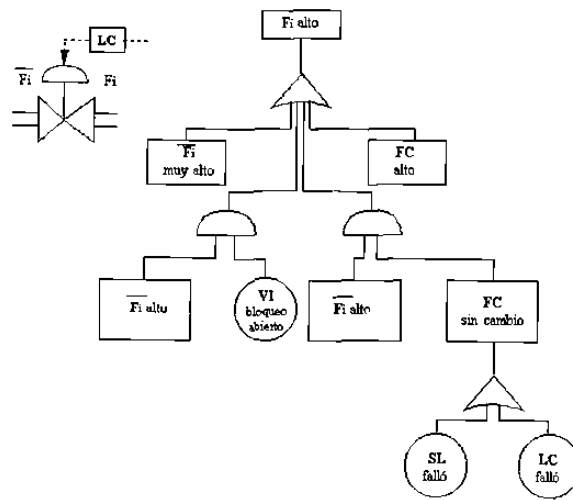 Fi alto
LC
Fi
Fi
Fi
muy alto
FC
alto
Fi alto
VI
bloqueo
abierto
Fi alto
FC
sin cambio
SL
falló
LC
falló